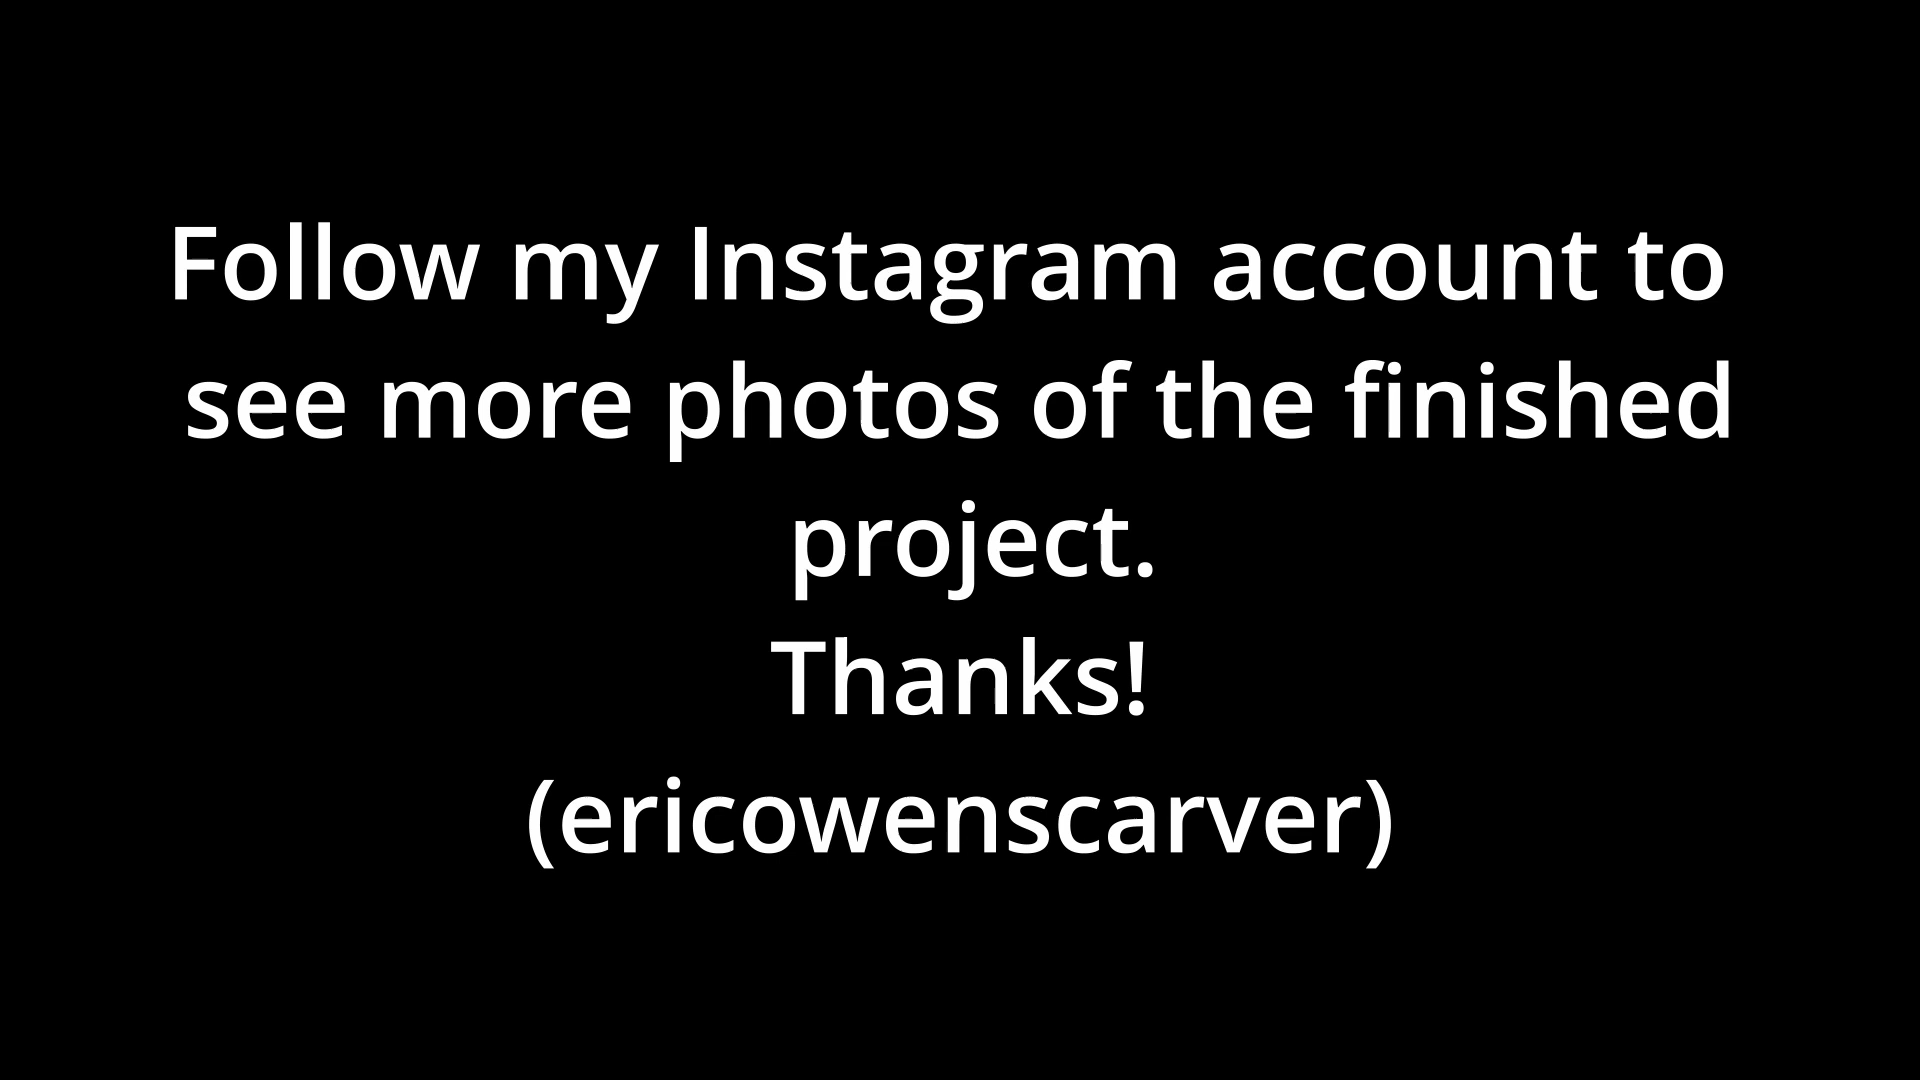 Follow my Instagram account to
see more photos of the finished
project.
Thanks!
(ericowenscarver)